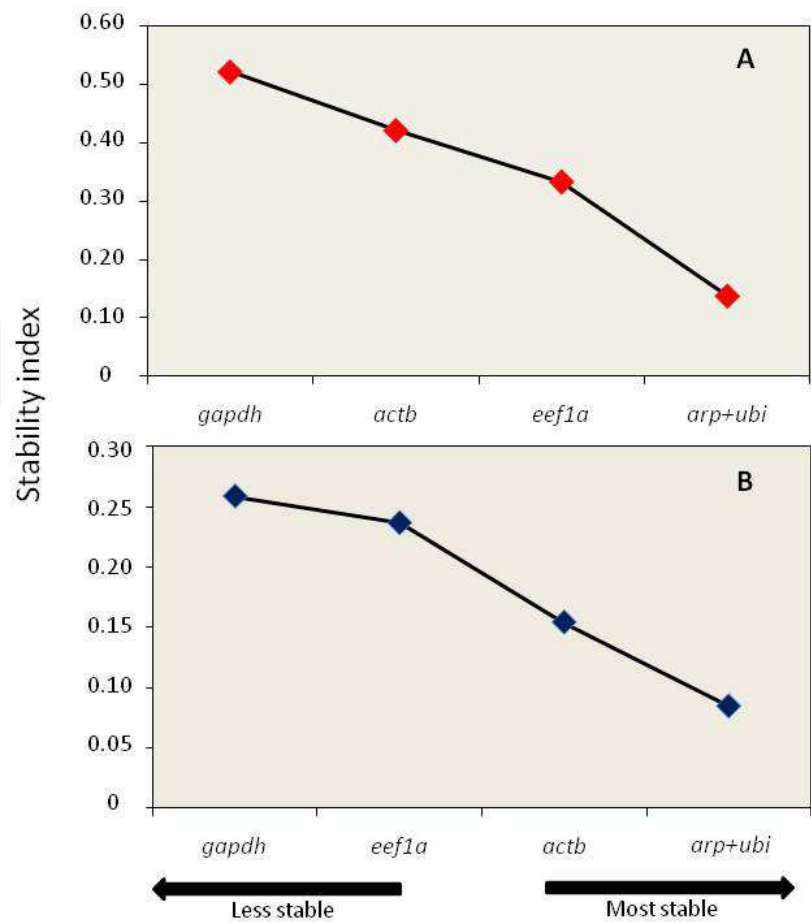 0.60
A
0.50
0.40
0.30
0.20
0.10
0
gapdh actb eef1a arp+ubi
Stability index
0.30
B
0.25
0.20
0.15
0.10
0.05
0
gapdh eef1a actb arp+ubi
Less stable Most stable